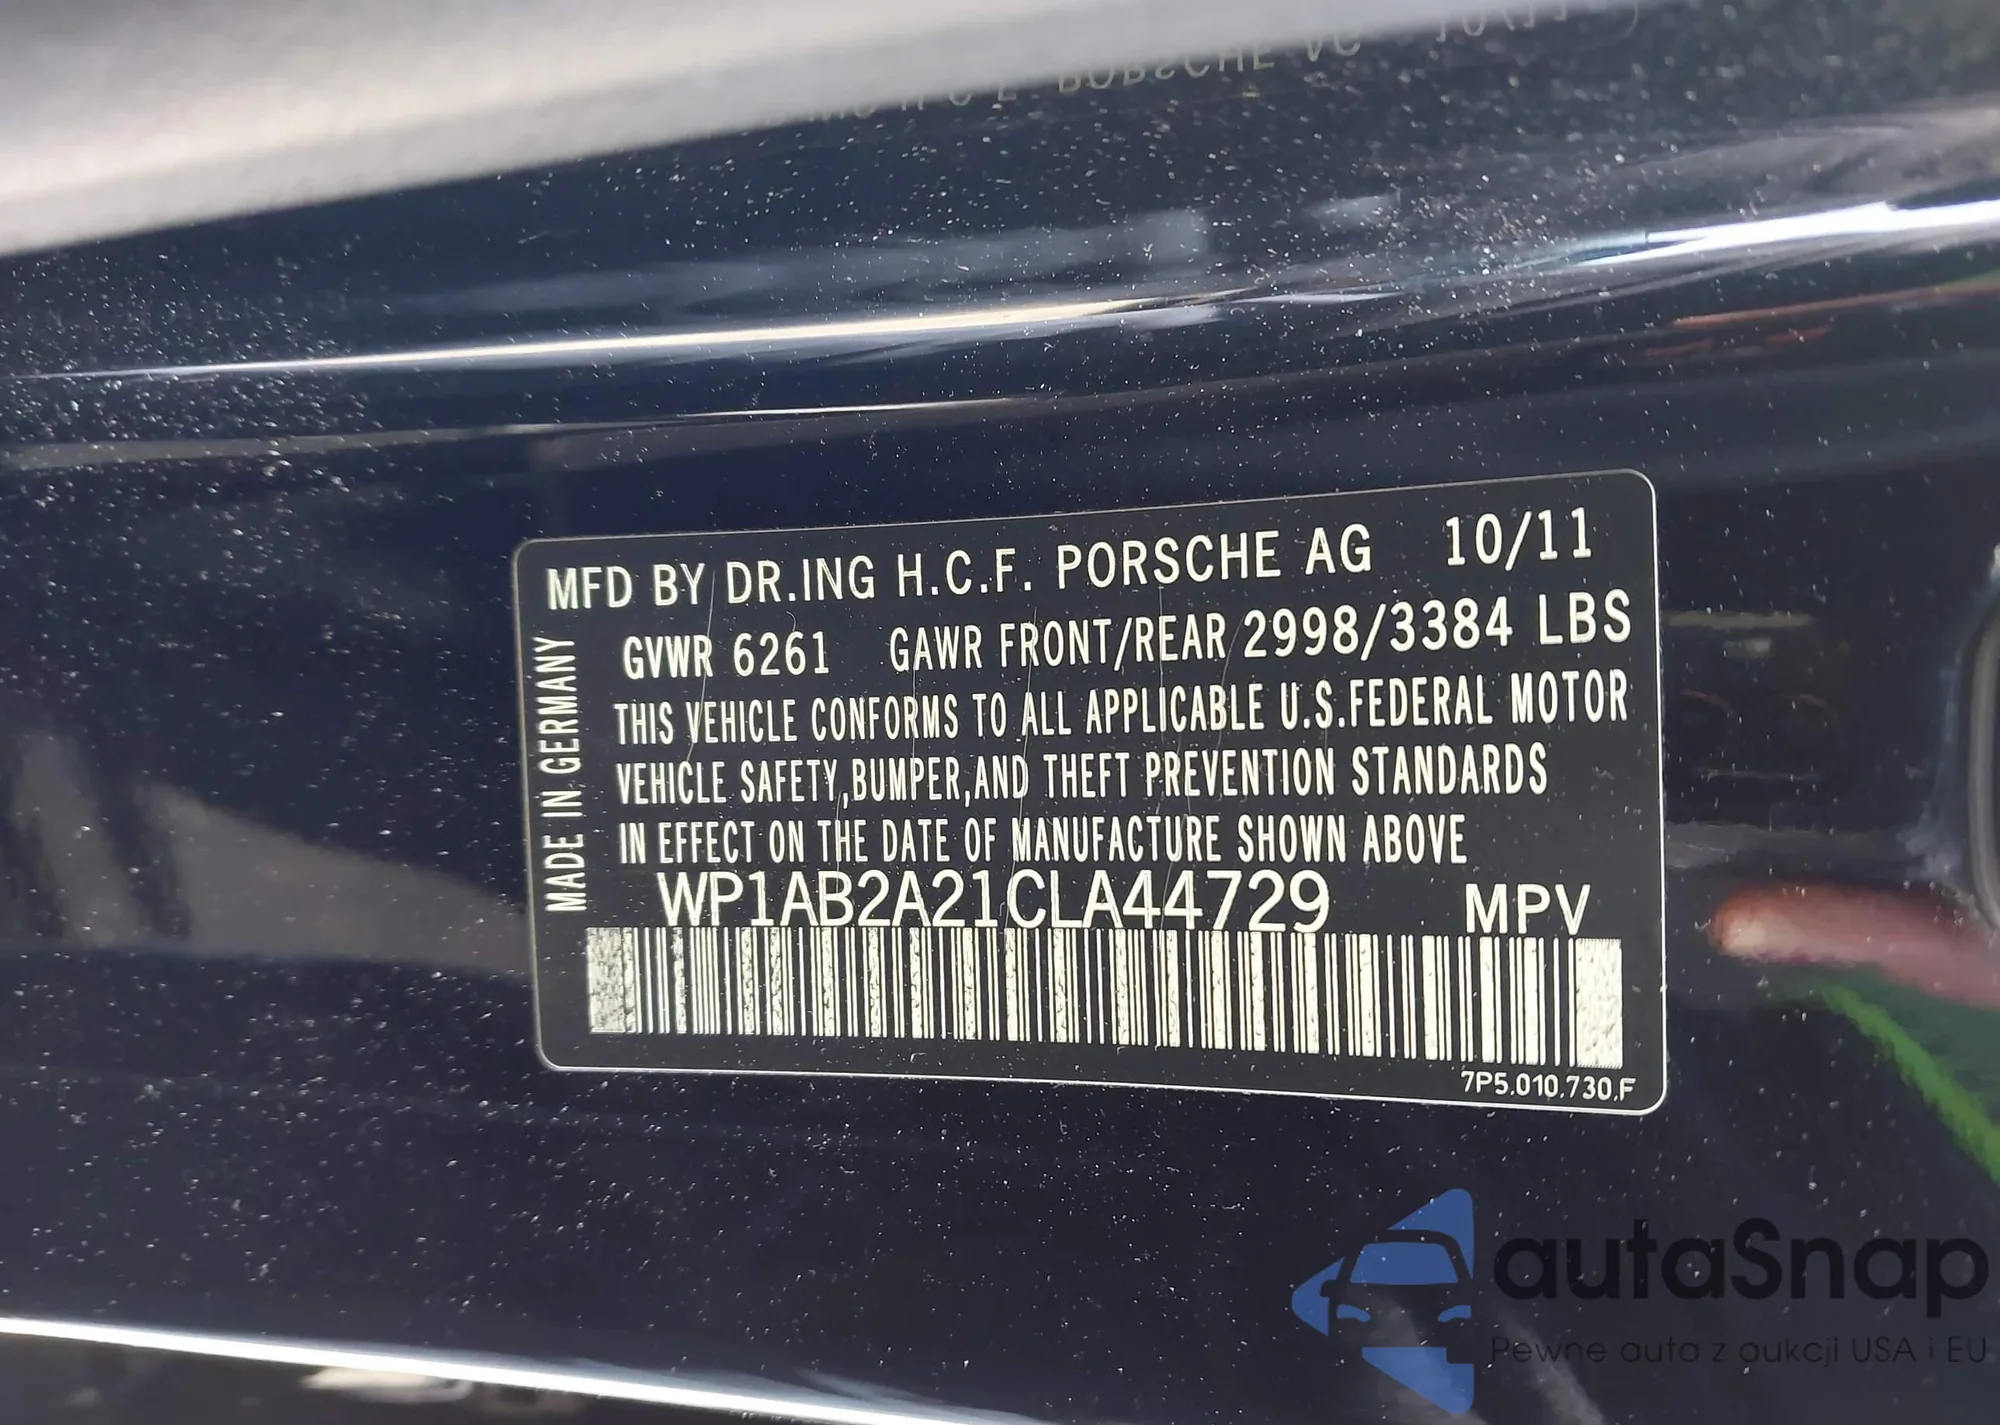 MFD BY DR.ING H.C.F. PORSCHE AG 10/11
GVWR 6261 GAWR FRONT/REAR 2998/3384 LBS
THIS VEHICLE CONFORMS TO ALL APPLICABLE U.S.FEDERAL MOTOR
VEHICLE SAFETY,BUMPER,AND THEFT PREVENTION STANDARDS
IN EFFECT ON THE DATE OF MANUFACTURE SHOWN ABOVE
WP1AB2A21CLA44729 MPV
MADE IN GERMANY
7P5.010.730.F
autaSnap
Pewne auta z aukcji USA i EU